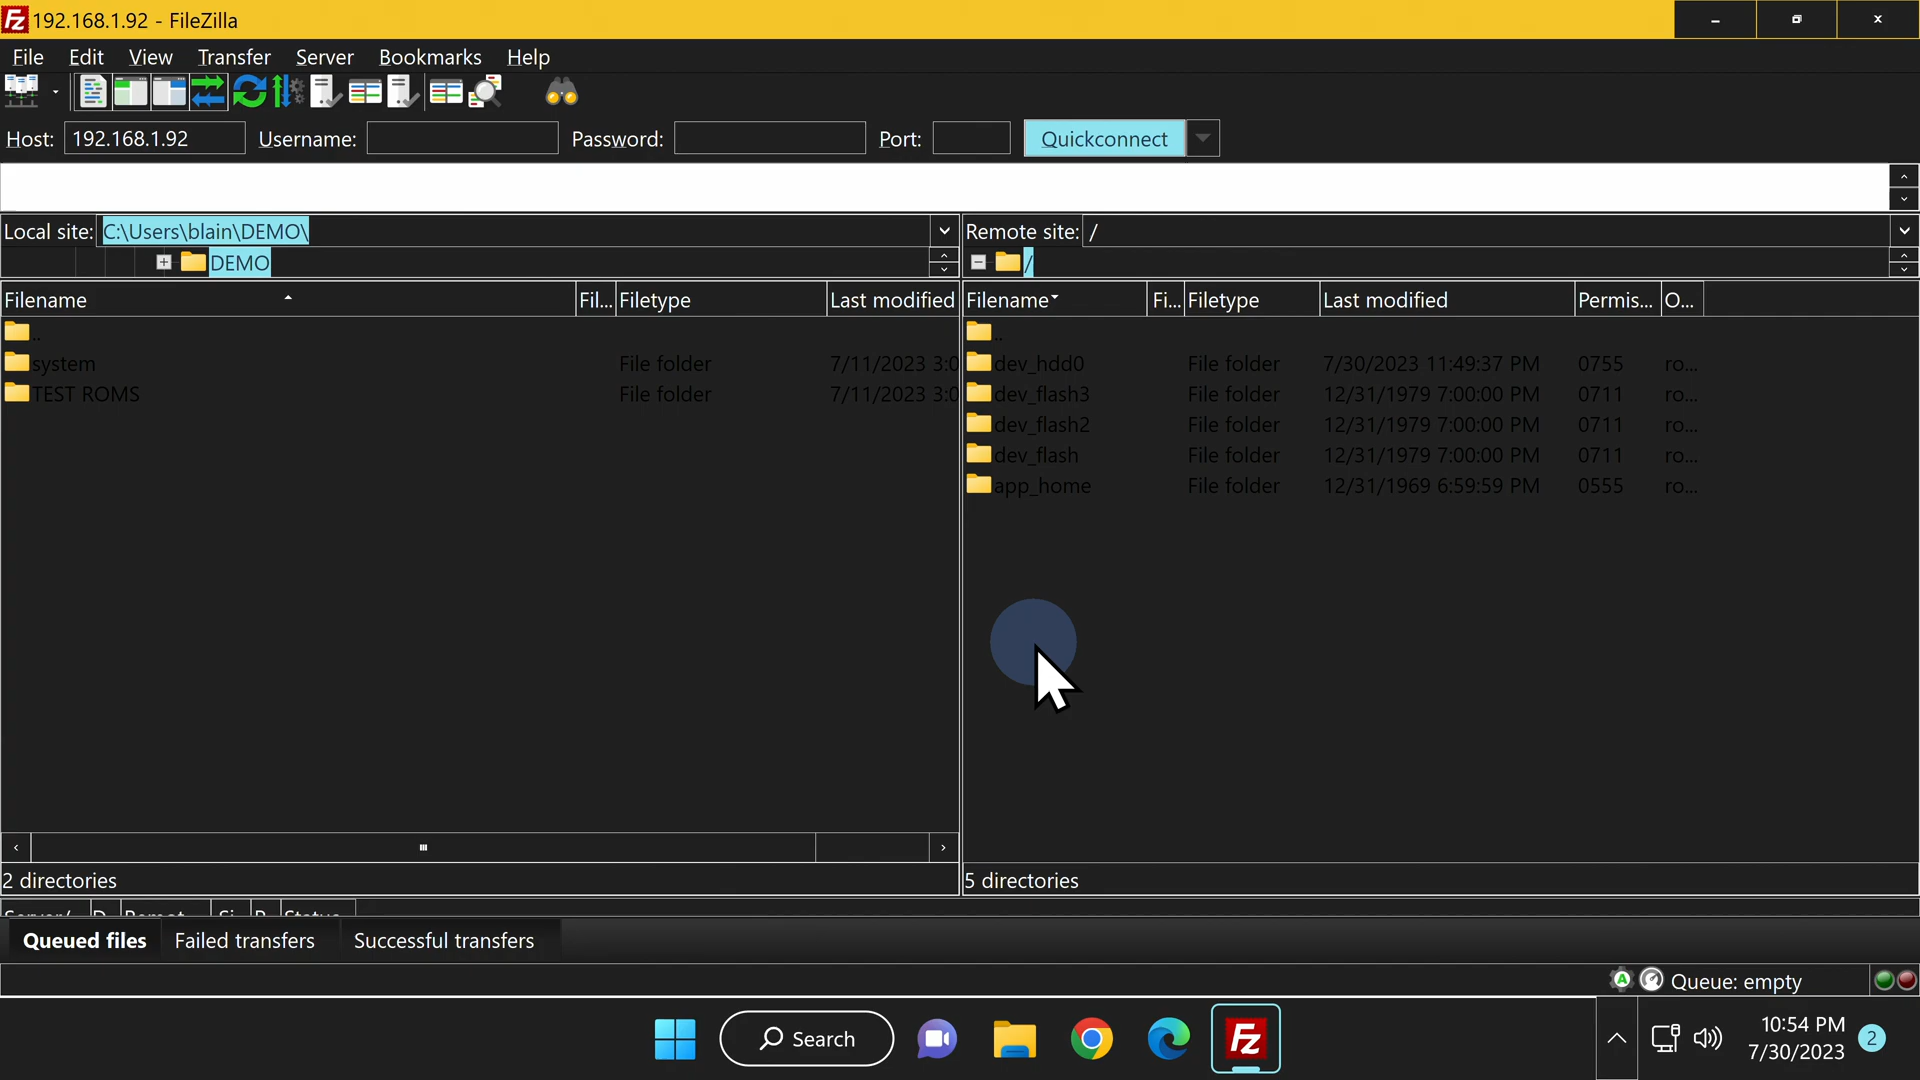 192.168.1.92 - FileZilla
File Edit View Transfer Server Bookmarks Help
Host: 192.168.1.92 Username: Password: Port: Quickconnect
Local site: C:\Users\blain\DEMO\ Remote site: /
DEMO /
Filename Fil... Filetype Last modified Filename Fi... Filetype Last modified Permis... O...
.. ..
system File folder 7/11/2023 3:0 dev_hdd0 File folder 7/30/2023 11:49:37 PM 0755 ro...
TEST ROMS File folder 7/11/2023 3:0 dev_flash3 File folder 12/31/1979 7:00:00 PM 0711 ro...
dev_flash2 File folder 12/31/1979 7:00:00 PM 0711 ro...
dev_flash File folder 12/31/1979 7:00:00 PM 0711 ro...
app_home File folder 12/31/1969 6:59:59 PM 0555 ro...
2 directories 5 directories
Queued files Failed transfers Successful transfers
Queue: empty
Search
10:54 PM
7/30/2023 2